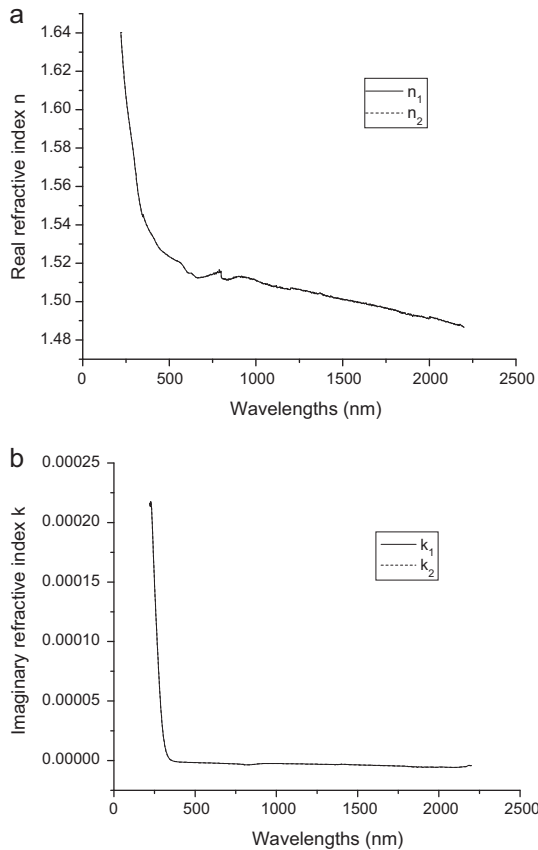 a
1.64
1.62
1.60
1.58
1.56
1.54
1.52
1.50
1.48
Real refractive index n
n1
n2
0 500 1000 1500 2000 2500
Wavelengths (nm)
b
0.00025
0.00020
0.00015
0.00010
0.00005
0.00000
Imaginary refractive index k
k1
k2
0 500 1000 1500 2000 2500
Wavelengths (nm)